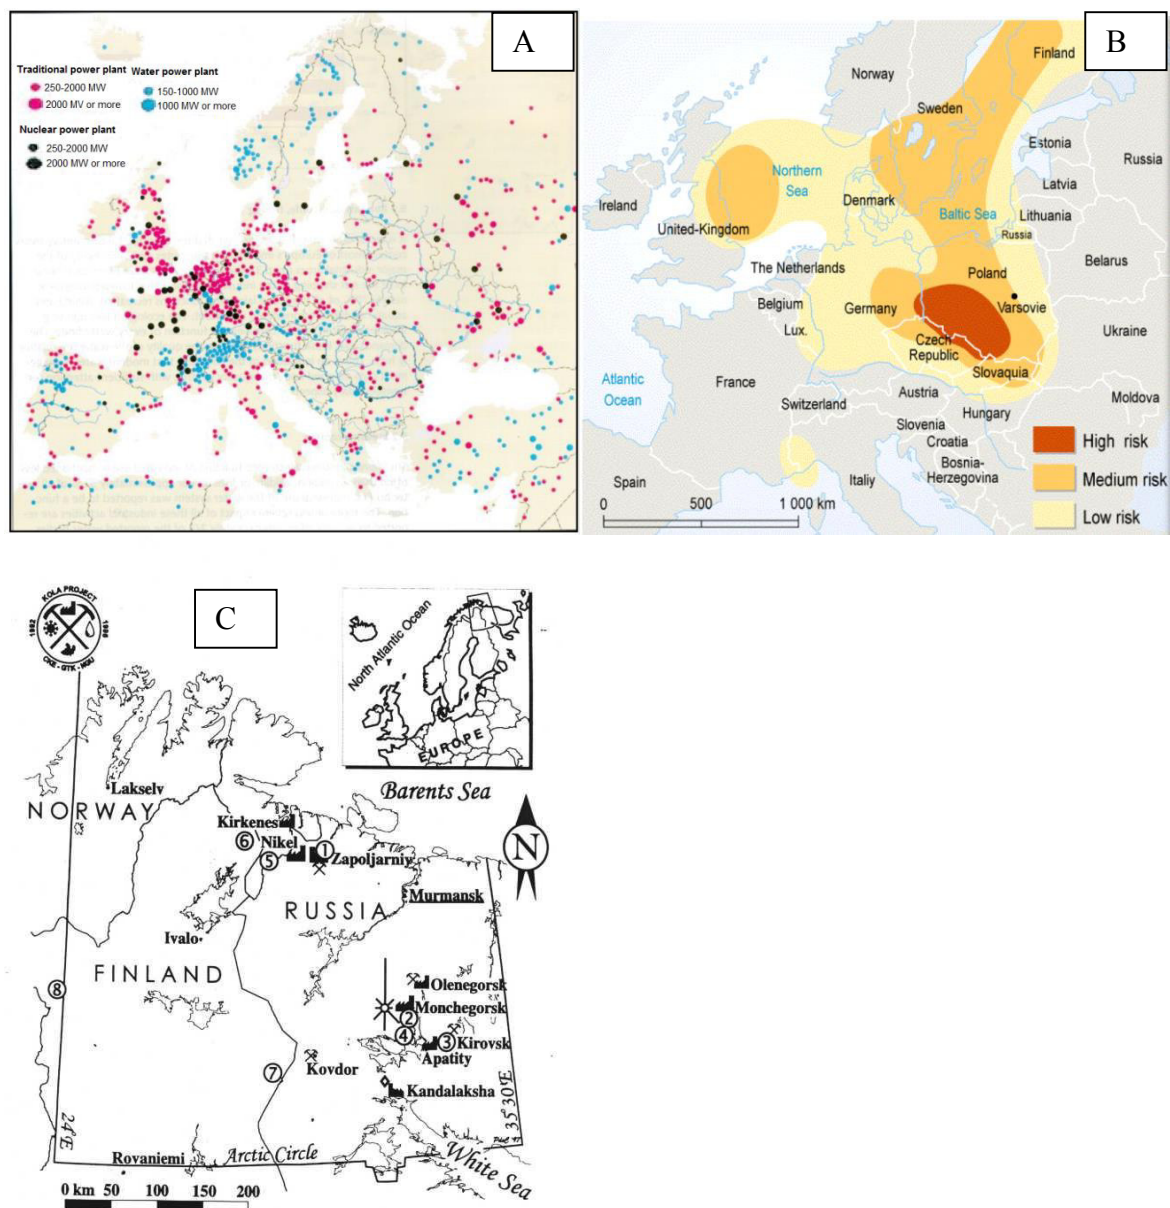 A
Traditional power plant Water power plant
250-2000 MW 150-1000 MW
2000 MV or more 1000 MW or more
Nuclear power plant
250-2000 MW
2000 MW or more
B
Finland
Norway
Sweden
Estonia
Russia
Northern
Sea
Latvia
Ireland
Denmark
Baltic Sea
Lithuania
United-Kingdom
Russia
Belarus
The Netherlands
Poland
Belgium
Germany
Varsovie
Lux.
Ukraine
Czech
Republic
Slovaquia
Atlantic
Ocean
France
Austria
Moldova
Switzerland
Hungary
Slovenia
Croatia
Bosnia-
Herzegovina
Spain
Italiy
High risk
Medium risk
Low risk
0 500 1000 km
C
KOLA PROJECT
1992 1998
CKE - GTK - NGU
North Atlantic Ocean
EUROPE
Barents Sea
Lakselv
NORWAY
N
Kirkenes
6 Nikel 1
5 Zapoljarniy
Murmansk
RUSSIA
Ivalo
FINLAND
8
Olenegorsk
Monchegorsk
2
4 3 Kirovsk
Apatity
Kovdor
7
Kandalaksha
24°E
35°30'E
Rovaniemi
Arctic Circle
White Sea
0 km 50 100 150 200